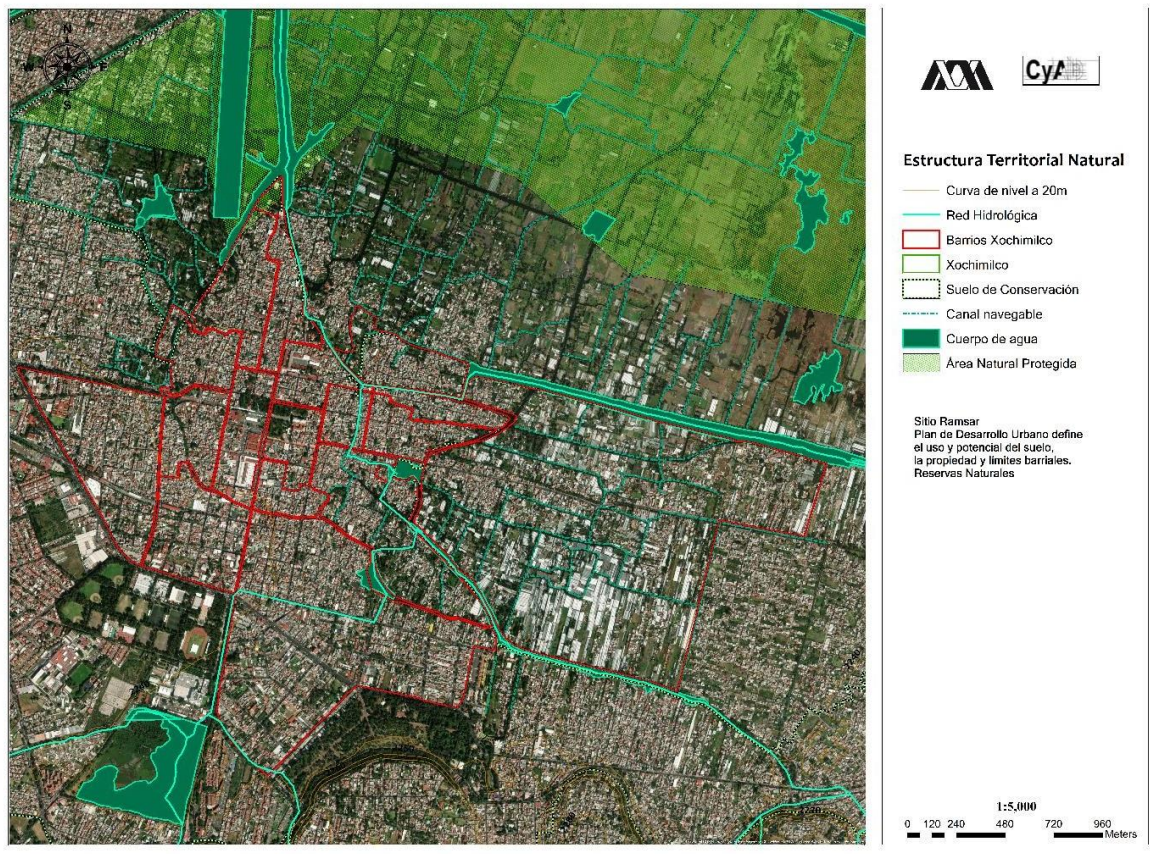 N
S
CyAD
Estructura Territorial Natural
Curva de nivel a 20m
Red Hidrológica
Barrios Xochimilco
Xochimilco
Suelo de Conservación
Canal navegable
Cuerpo de agua
Área Natural Protegida
Sitio Ramsar
Plan de Desarrollo Urbano define
el uso y potencial del suelo,
la propiedad y límites barriales.
Reservas Naturales
1:5,000
0 120 240 480 720 960
Meters